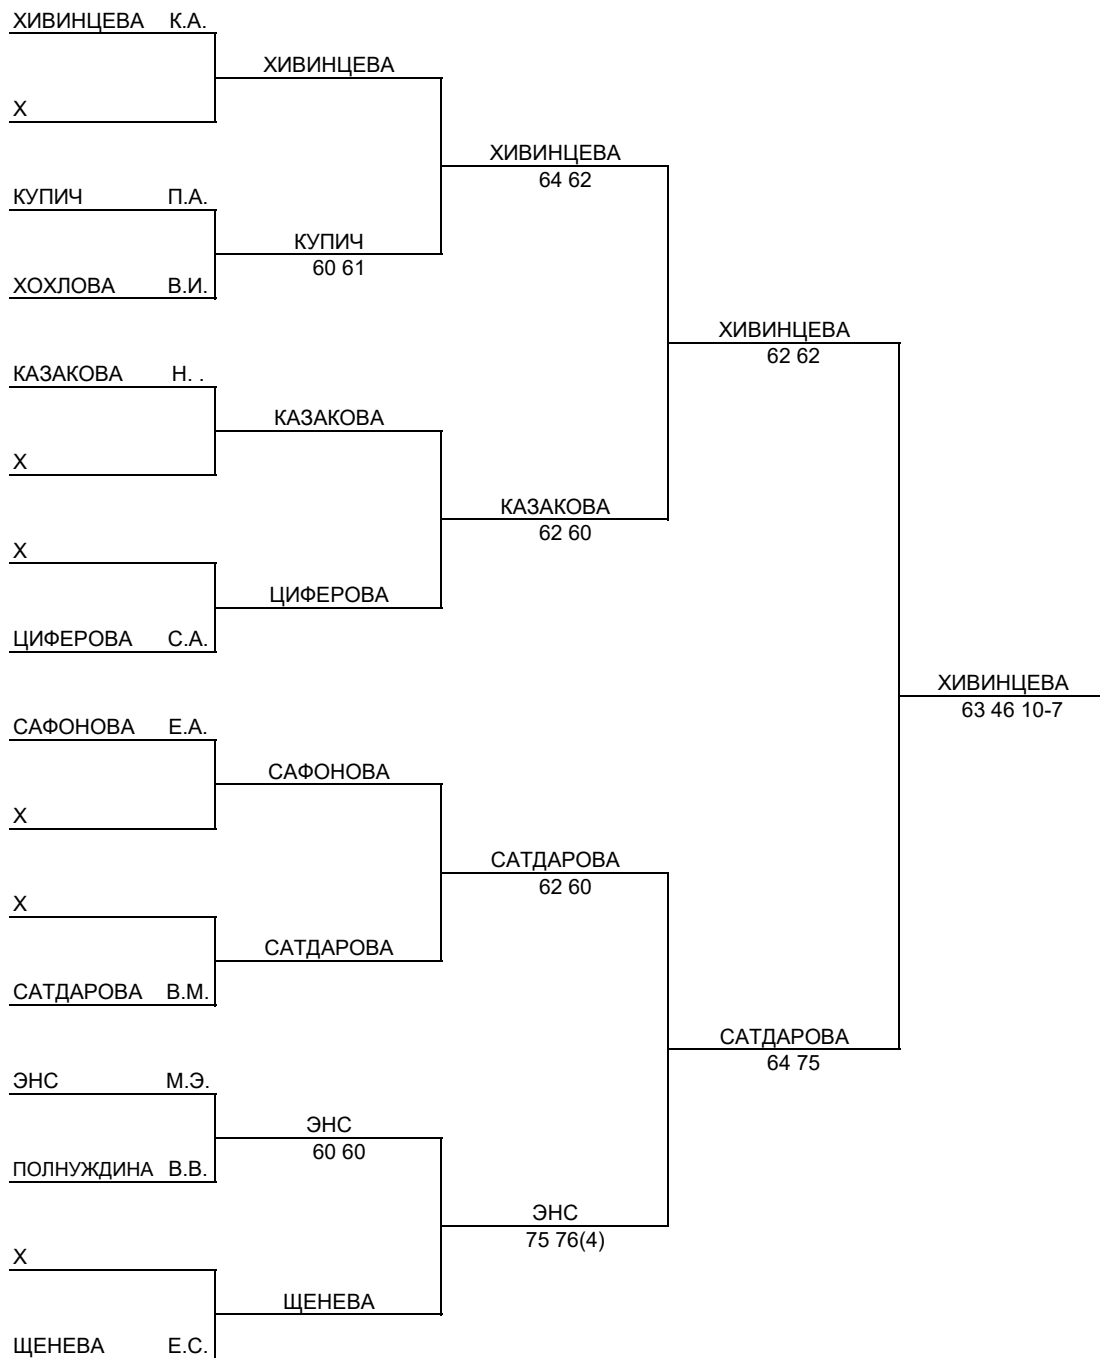 ХИВИНЦЕВА К.А.
ХИВИНЦЕВА
Х
ХИВИНЦЕВА
64 62
КУПИЧ П.А.
КУПИЧ
60 61
ХОХЛОВА В.И.
ХИВИНЦЕВА
62 62
КАЗАКОВА Н. .
КАЗАКОВА
Х
КАЗАКОВА
62 60
Х
ЦИФЕРОВА
ЦИФЕРОВА С.А.
ХИВИНЦЕВА
63 46 10-7
САФОНОВА Е.А.
САФОНОВА
Х
САТДАРОВА
62 60
Х
САТДАРОВА
САТДАРОВА В.М.
САТДАРОВА
64 75
ЭНС М.Э.
ЭНС
60 60
ПОЛНУЖДИНА В.В.
ЭНС
75 76(4)
Х
ЩЕНЕВА
ЩЕНЕВА Е.С.